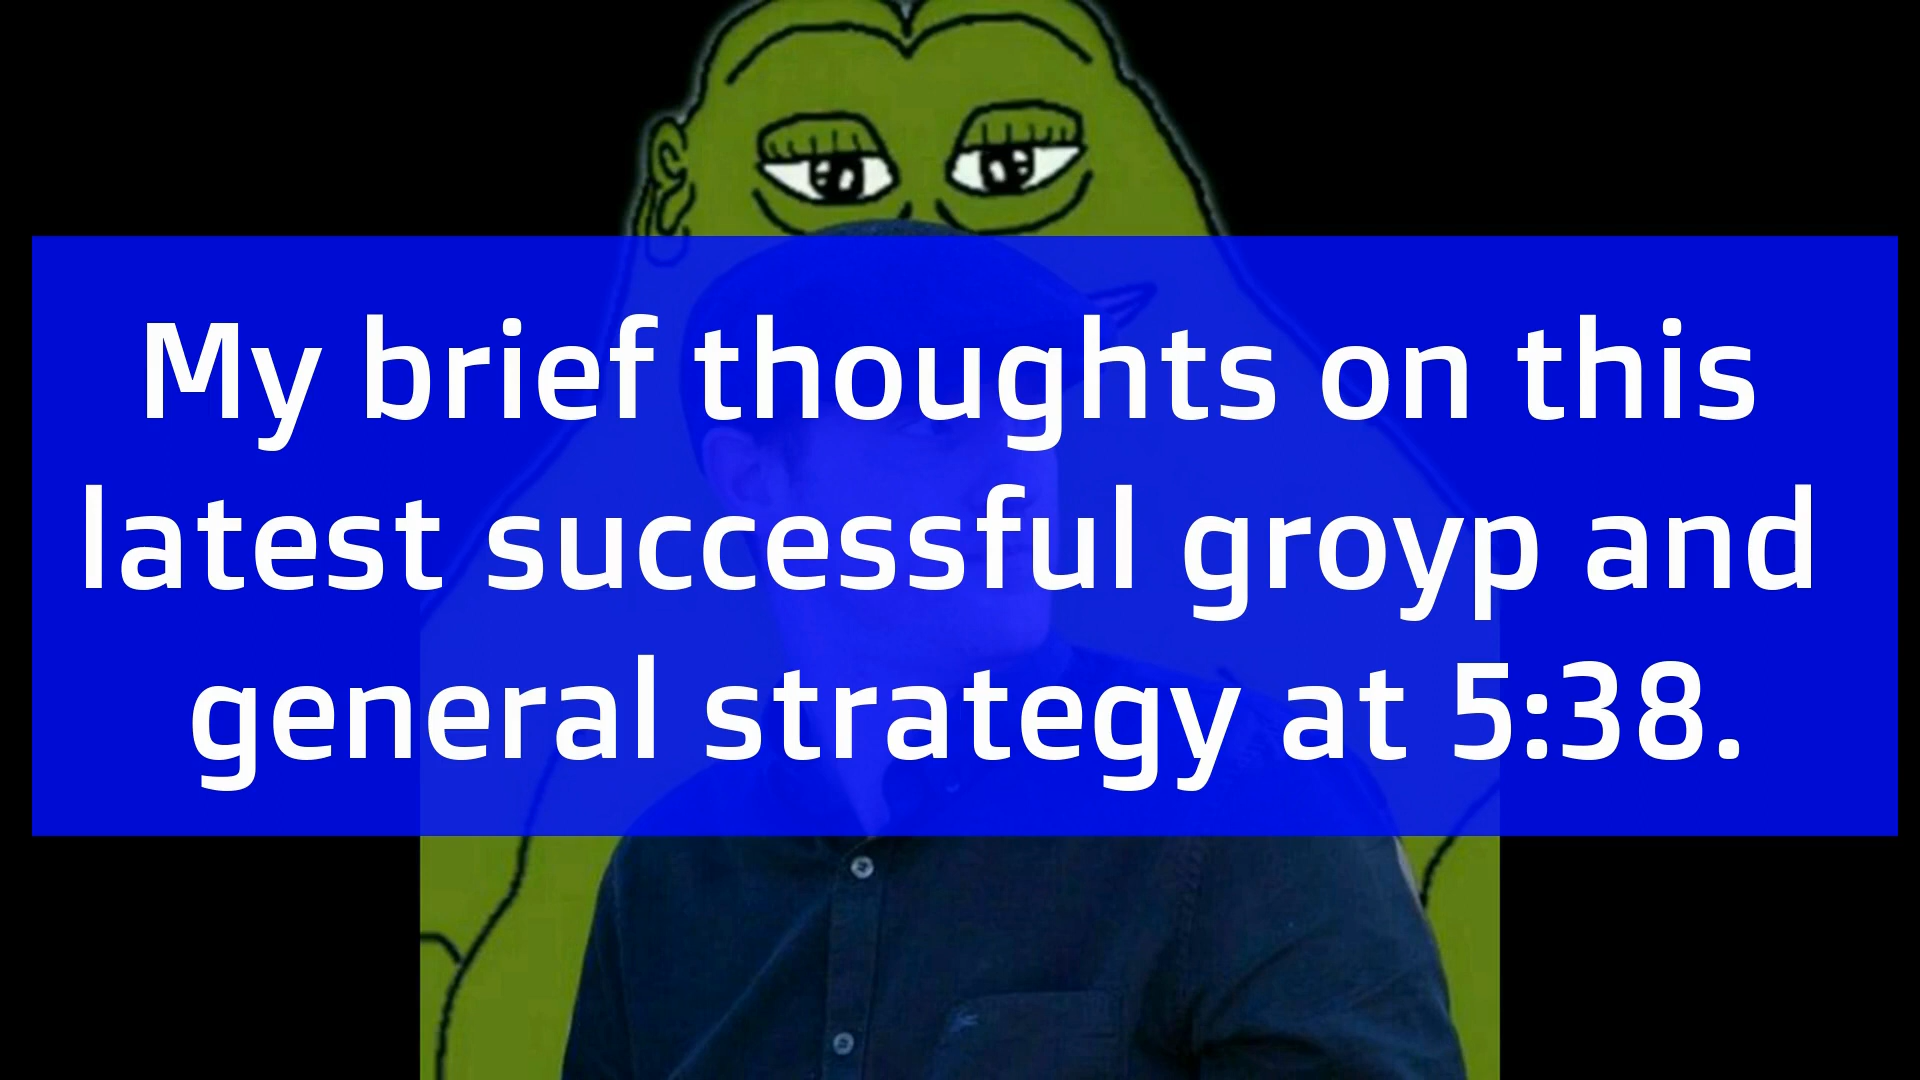 My brief thoughts on this
latest successful groyp and
general strategy at 5:38.